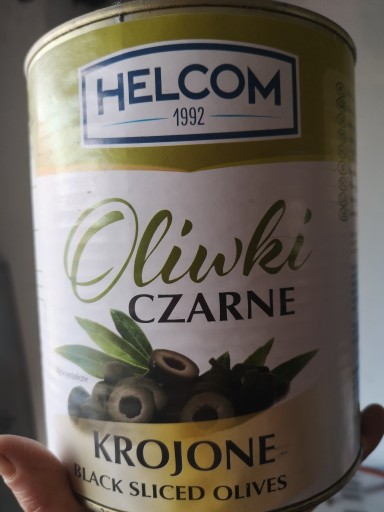 HELCOM
1992
Oliwki
CZARNE
KROJONE
BLACK SLICED OLIVES